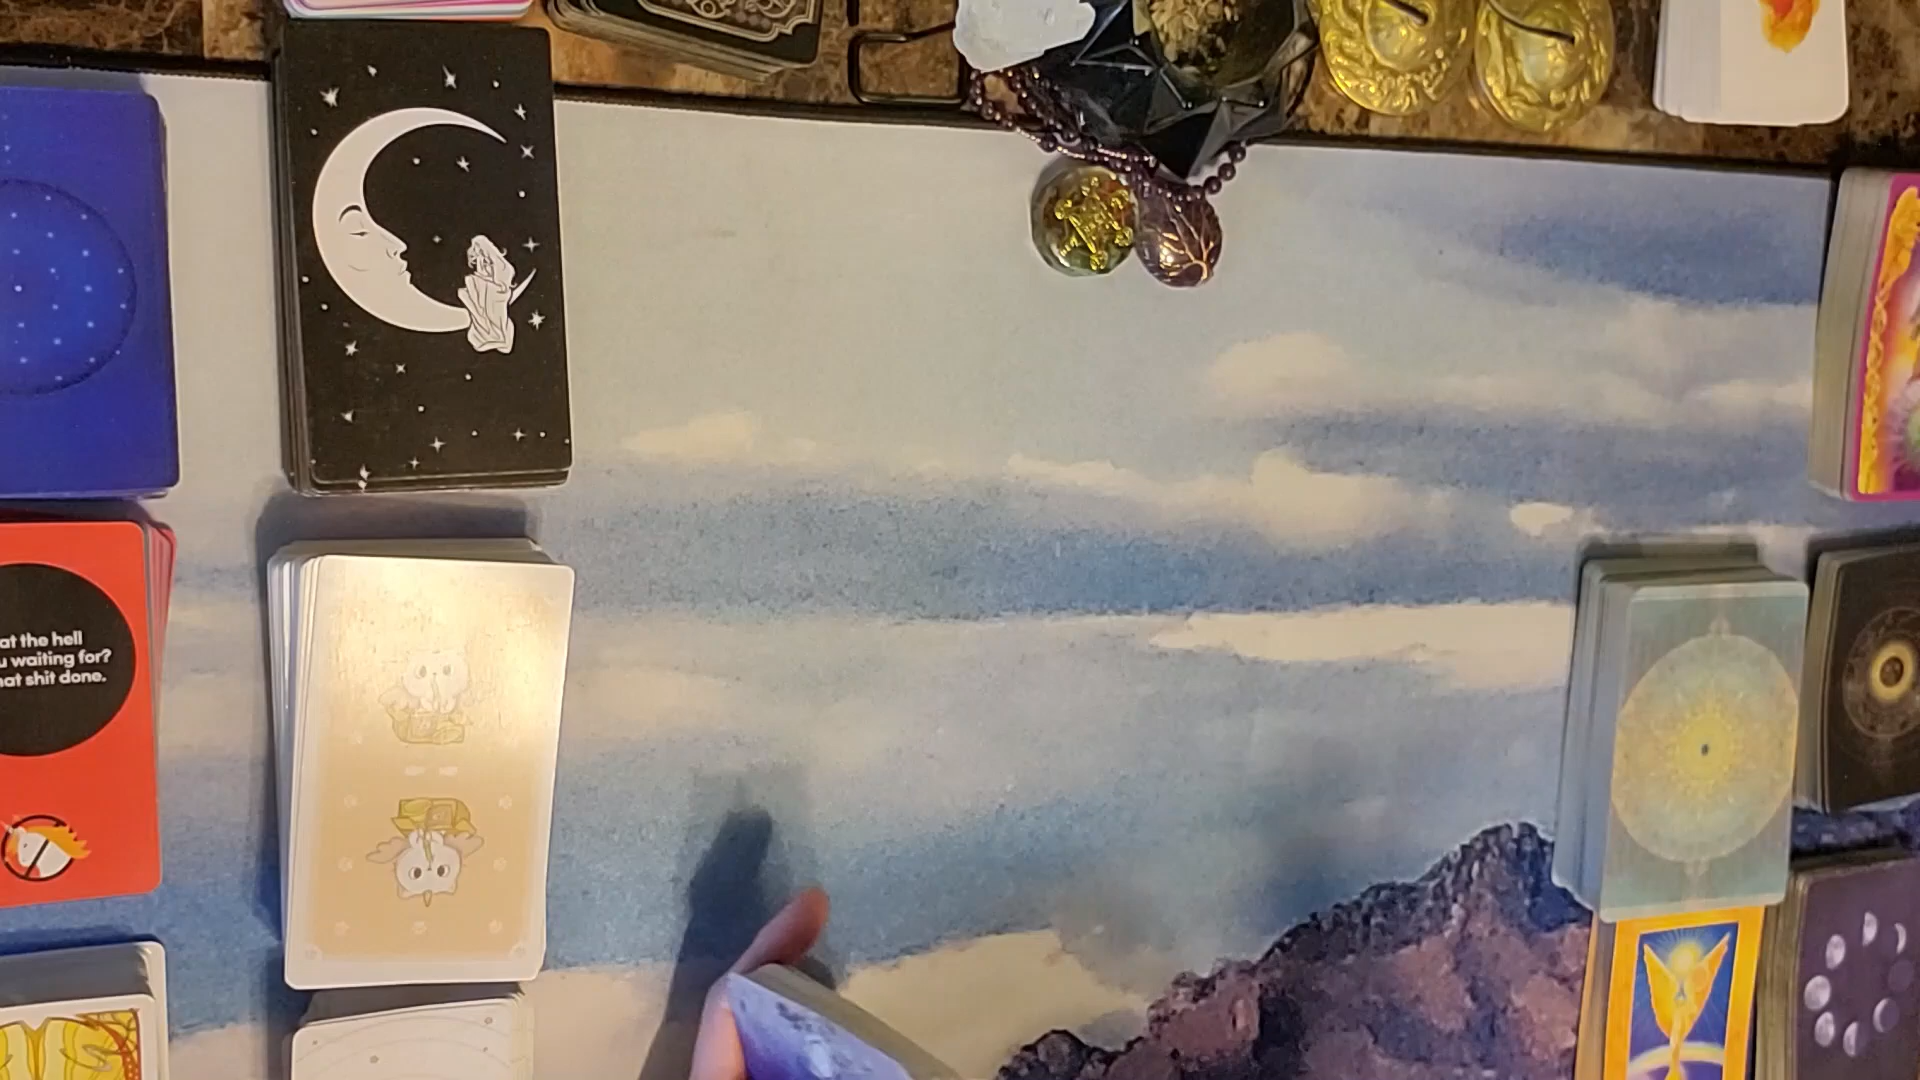 at the hell
u waiting for?
hat shit done.